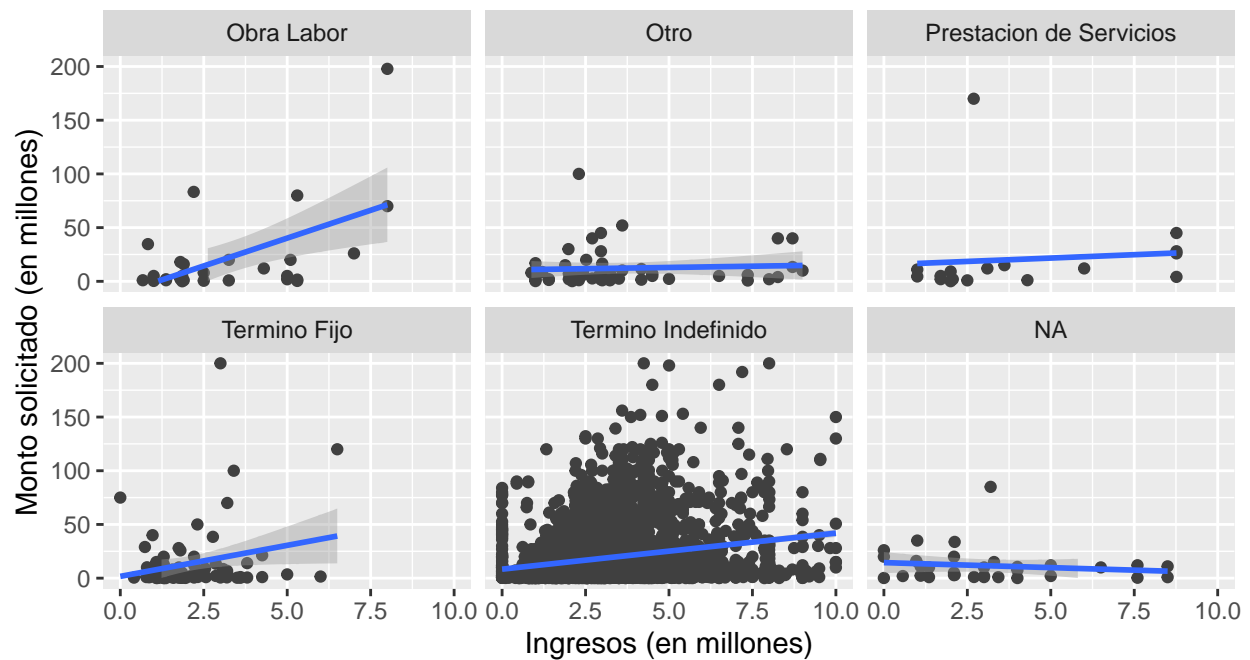 Obra Labor Otro Prestacion de Servicios
200
150
100
50
0
Termino Fijo Termino Indefinido NA
200
150
100
50
0
0.0 2.5 5.0 7.5 10.0 0.0 2.5 5.0 7.5 10.0 0.0 2.5 5.0 7.5 10.0
Ingresos (en millones)
Monto solicitado (en millones)